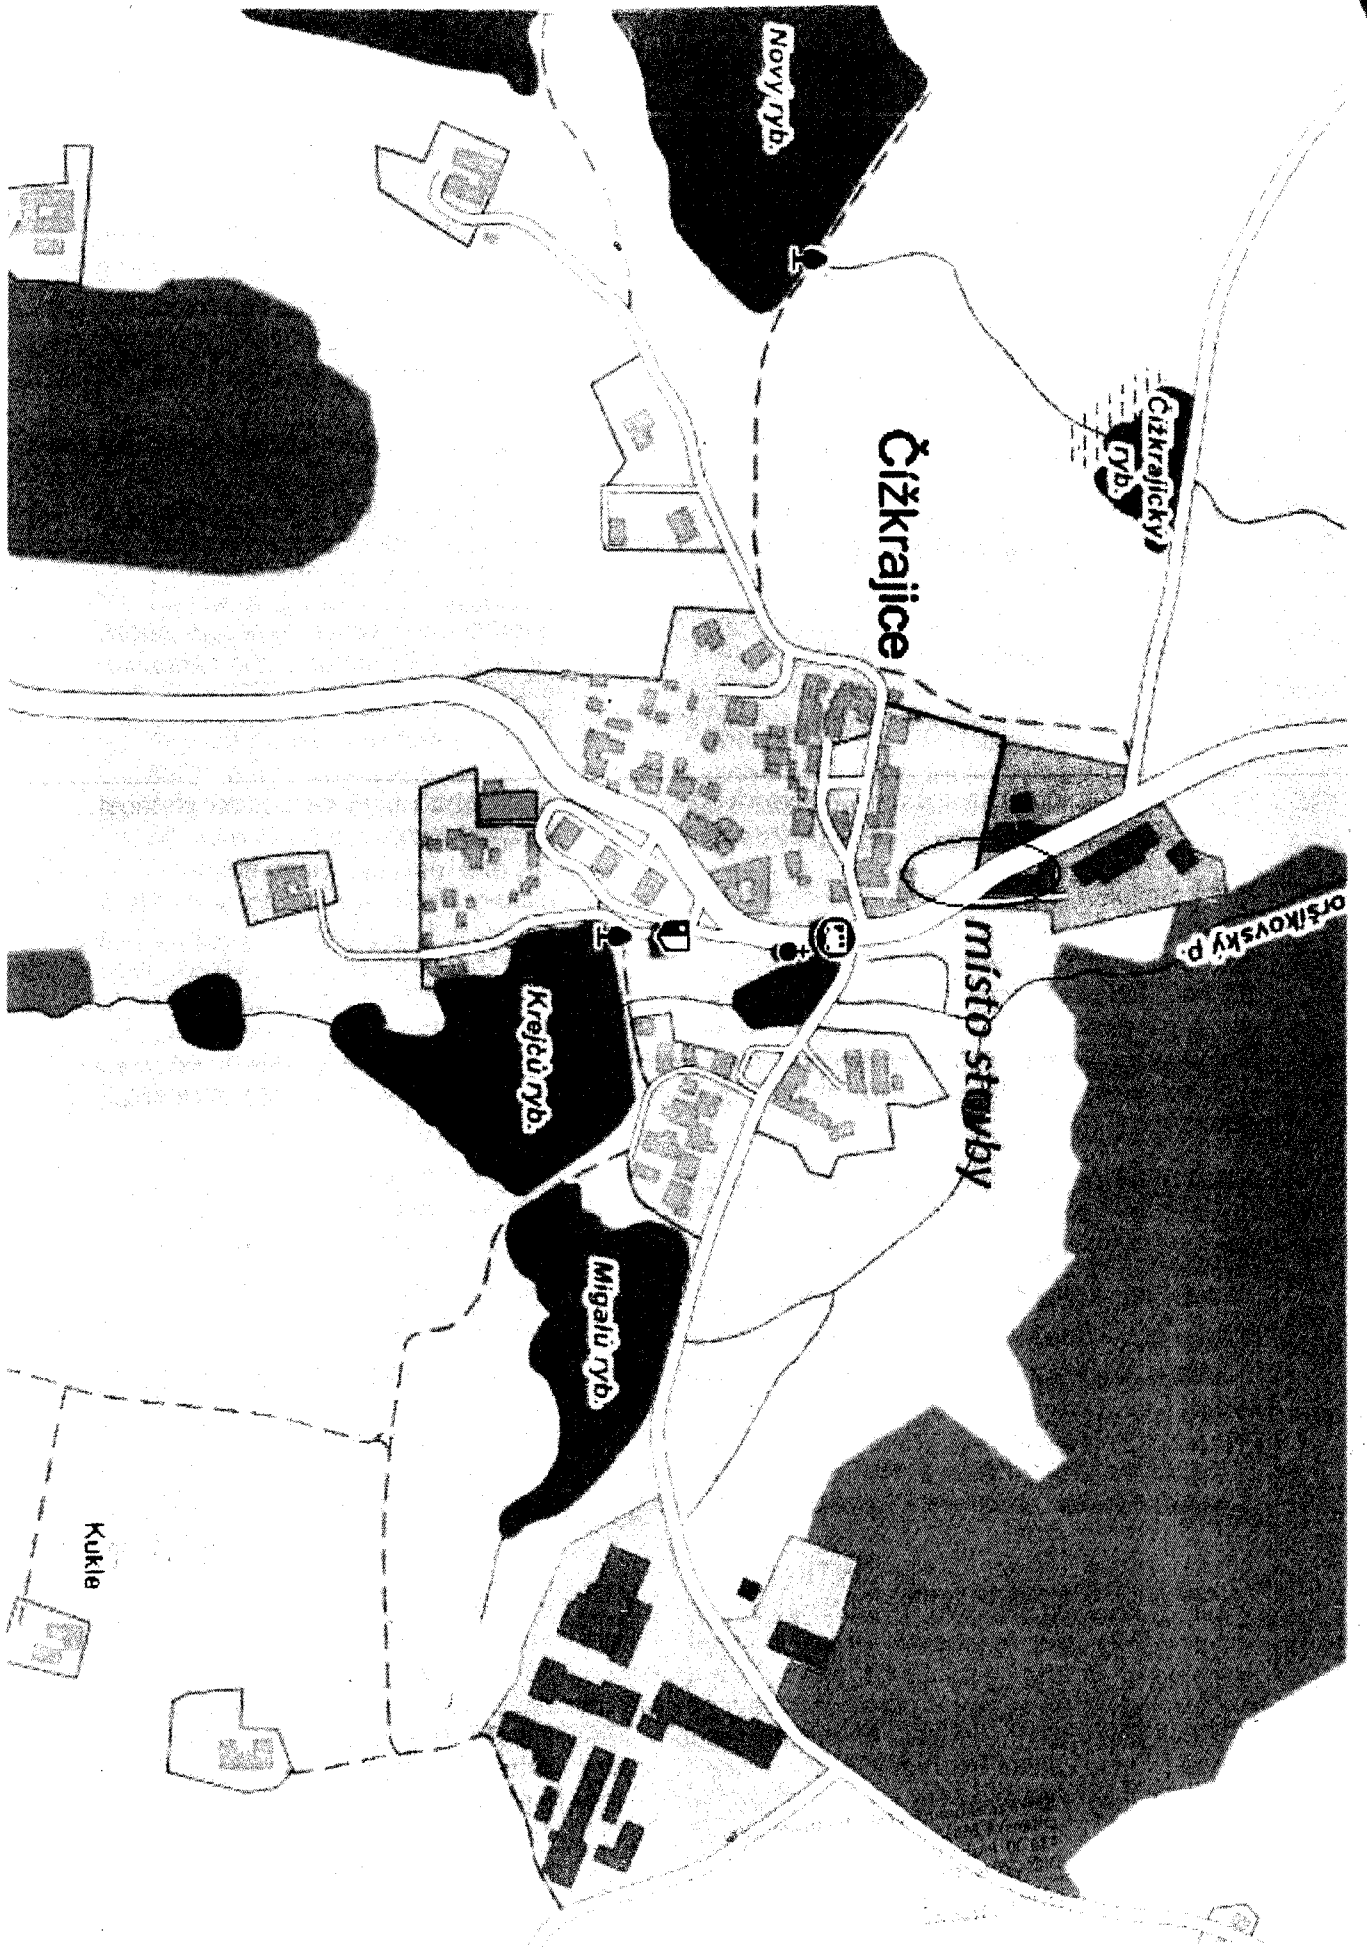 Nový ryb.
Čížkrajický
ryb.
Čížkrajice
oršíkovský p.
místo stavby
Krejčů ryb.
Migalů ryb.
Kukle